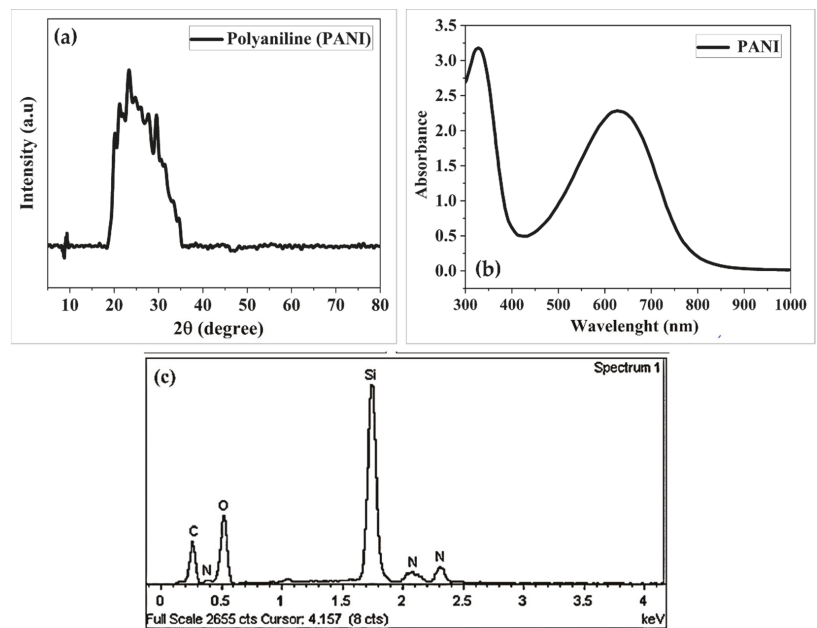 (a)
Polyaniline (PANI)
Intensity (a.u)
10 20 30 40 50 60 70 80
2θ (degree)
PANI
3.5
3.0
2.5
2.0
1.5
1.0
0.5
0.0
Absorbance
(b)
300 400 500 600 700 800 900 1000
Wavelenght (nm)
(c)
Spectrum 1
Si
O
C
N
N
N
0 0.5 1 1.5 2 2.5 3 3.5 4
Full Scale 2655 cts Cursor: 4.157 (8 cts) keV